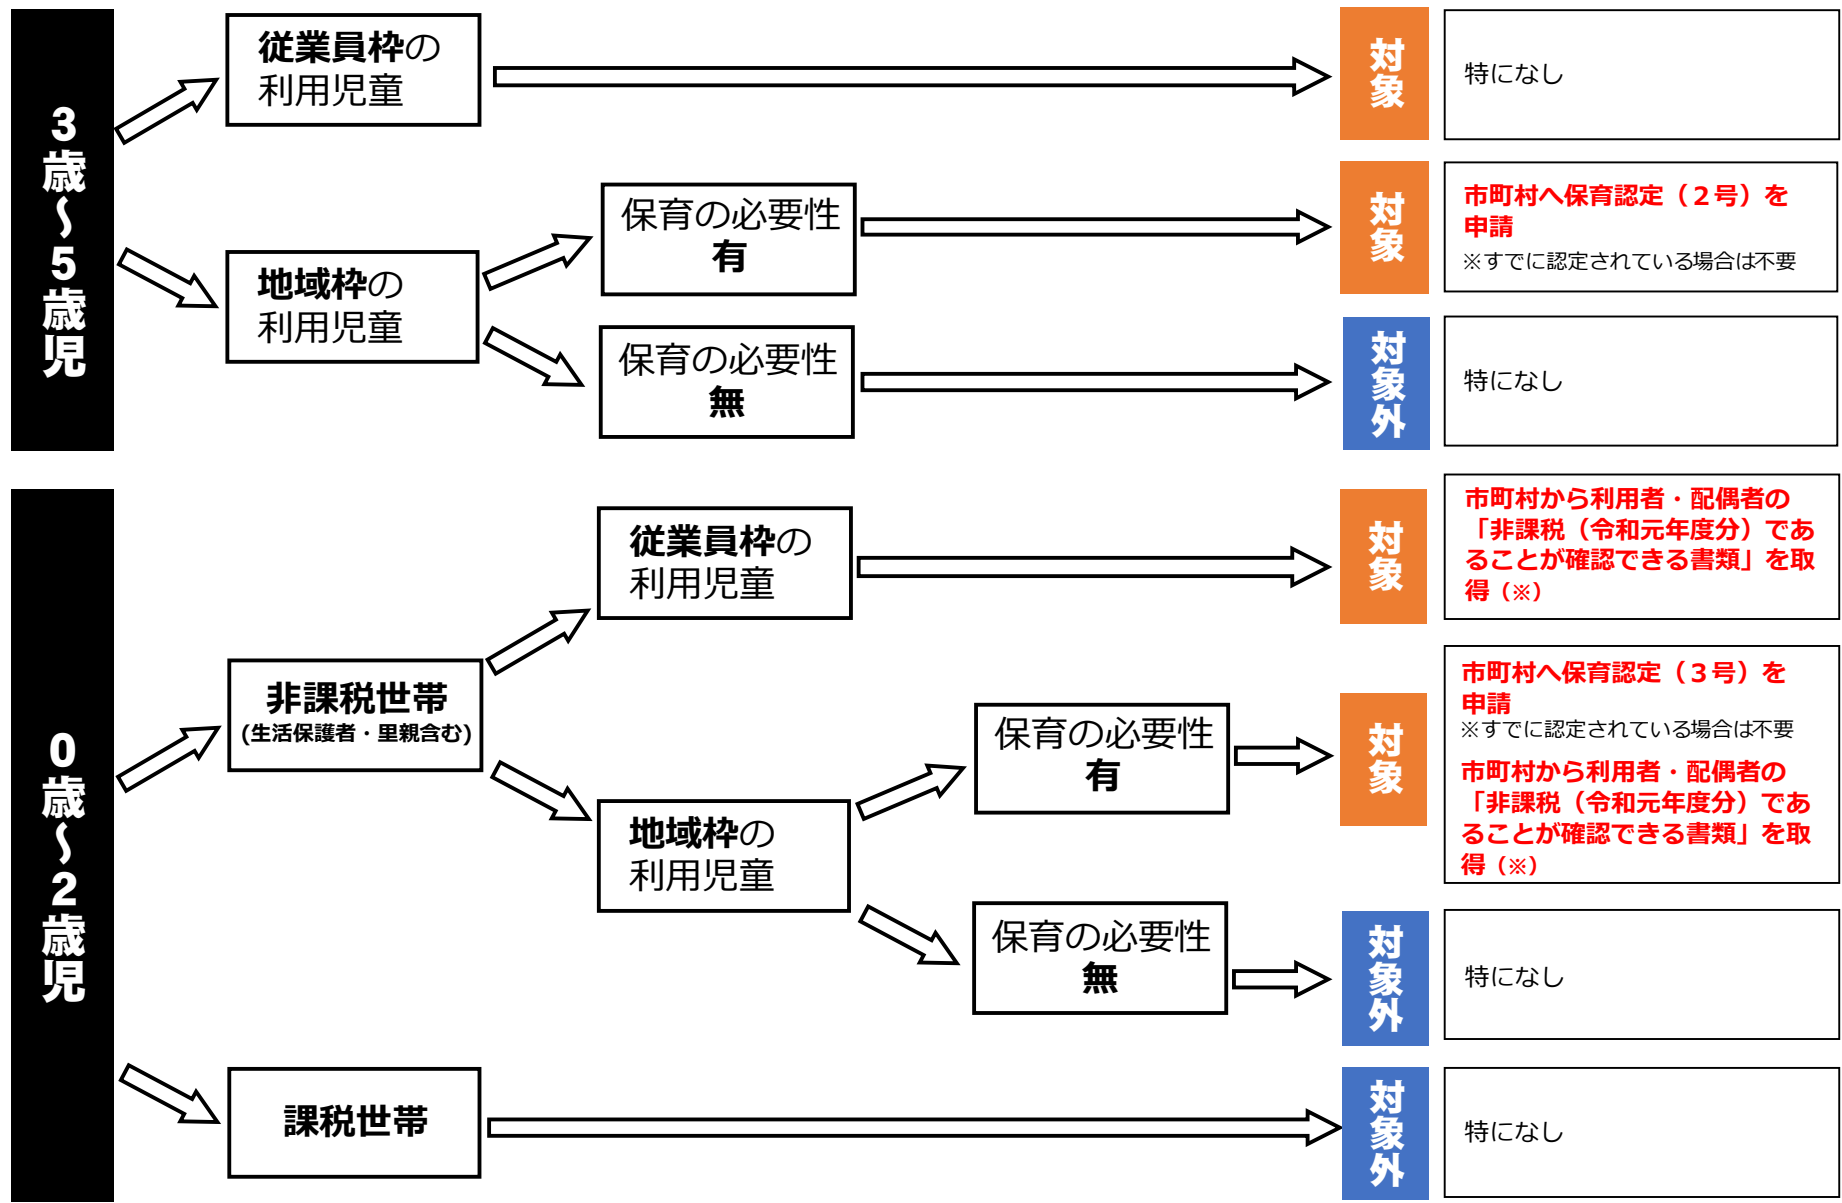 3歳～5歳児
従業員枠の
利用児童
対象
特になし
地域枠の
利用児童
保育の必要性
有
対象
市町村へ保育認定（２号）を
申請
※すでに認定されている場合は不要
保育の必要性
無
対象外
特になし
0歳～2歳児
非課税世帯
(生活保護者・里親含む)
従業員枠の
利用児童
対象
市町村から利用者・配偶者の
「非課税（令和元年度分）であ
ることが確認できる書類」を取
得（※）
地域枠の
利用児童
保育の必要性
有
対象
市町村へ保育認定（３号）を
申請
※すでに認定されている場合は不要
市町村から利用者・配偶者の
「非課税（令和元年度分）であ
ることが確認できる書類」を取
得（※）
保育の必要性
無
対象外
特になし
課税世帯
対象外
特になし